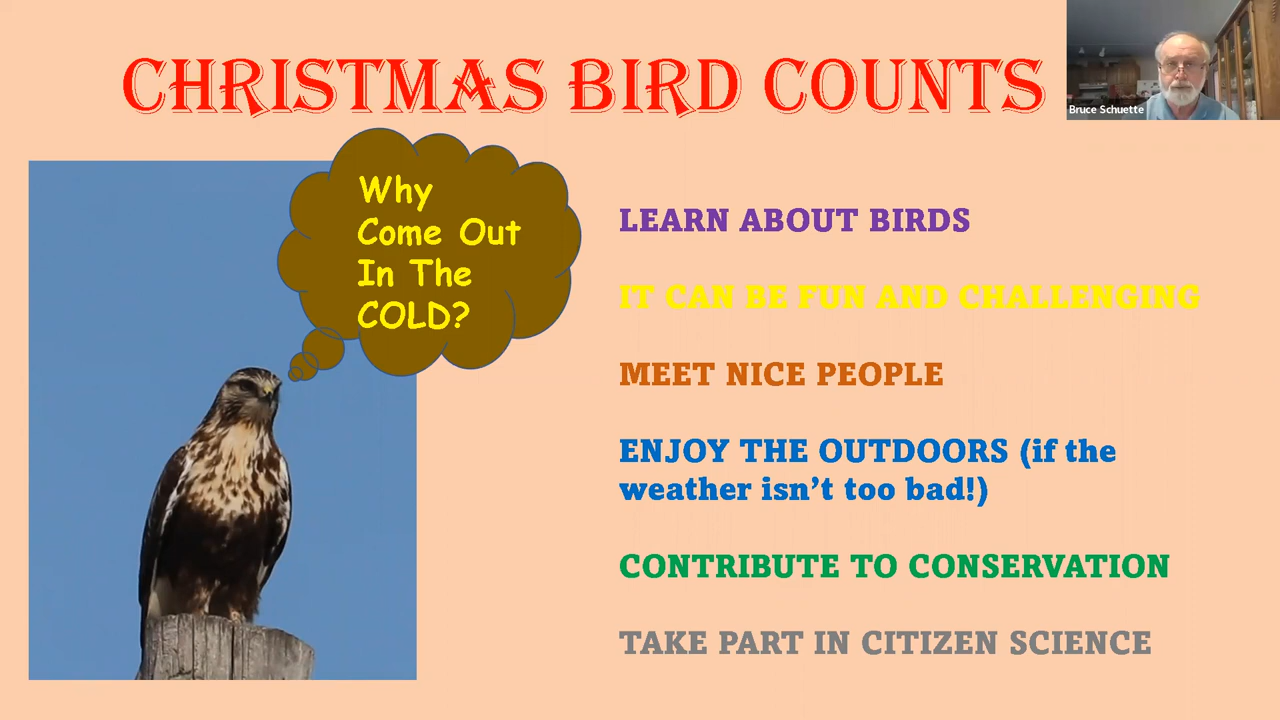 CHRISTMAS BIRD COUNTS
Bruce Schuette
Why
Come Out
In The
COLD?
LEARN ABOUT BIRDS
IT CAN BE FUN AND CHALLENGING
MEET NICE PEOPLE
ENJOY THE OUTDOORS (if the
weather isn’t too bad!)
CONTRIBUTE TO CONSERVATION
TAKE PART IN CITIZEN SCIENCE